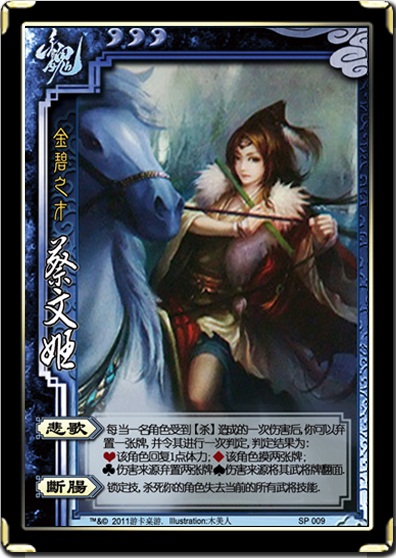 魏
金碧之才
蔡文姬
悲歌
每当一名角色受到【杀】造成的一次伤害后,你可以弃
置一张牌,并令其进行一次判定,判定结果为:
♥该角色回复1点体力;♦该角色摸两张牌;
♣伤害来源弃置两张牌♠伤害来源将其武将牌翻面.
斷腸
锁定技,杀死你的角色失去当前的所有武将技能.
™&© 2011游卡桌游. Illustration:木美人
SP 009